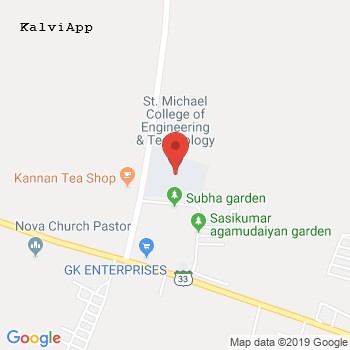 KalviApp
St. Michael
College of
Engineering
& Technology
Kannan Tea Shop
Subha garden
Sasikumar
agamudaiyan garden
Nova Church Pastor
GK ENTERPRISES
33
Google
Map data ©2019 Google